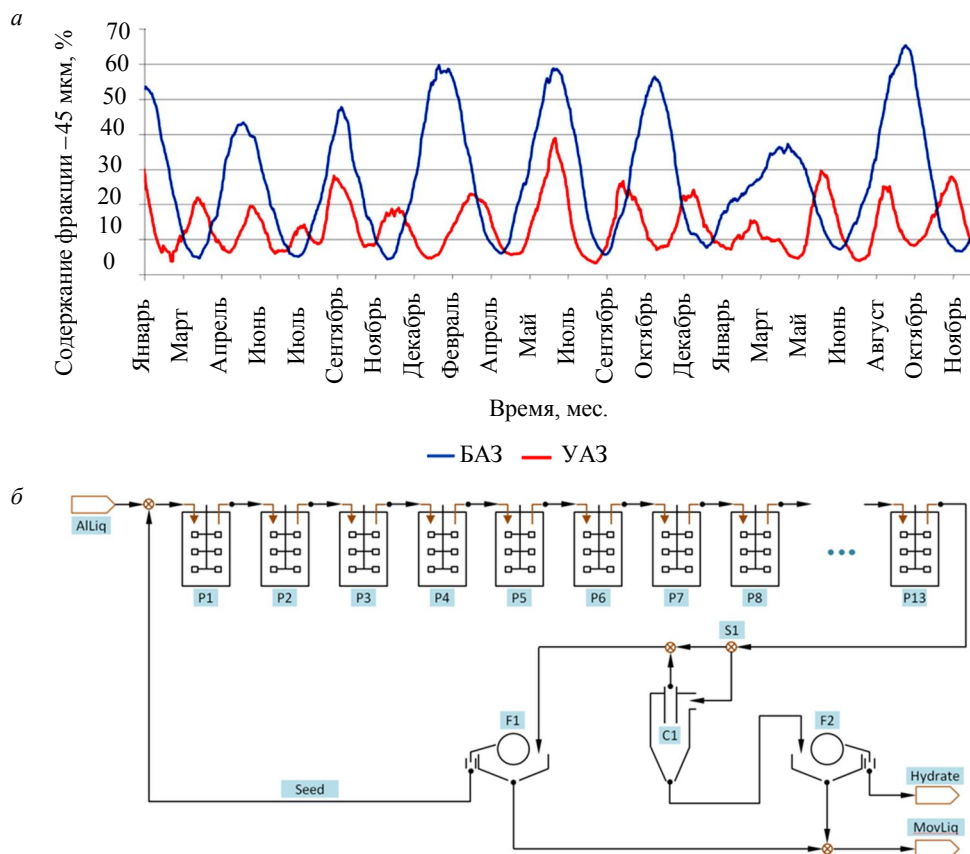 а
Содержание фракции –45 мкм, %
70
60
50
40
30
20
10
0
Январь
Март
Апрель
Июнь
Июль
Сентябрь
Ноябрь
Декабрь
Февраль
Апрель
Май
Июль
Сентябрь
Октябрь
Декабрь
Январь
Март
Май
Июнь
Август
Октябрь
Ноябрь
Время, мес.
БАЗ УАЗ
б
AlLiq
P1 P2 P3 P4 P5 P6 P7 P8 P13
S1
C1
F1
F2
Seed
Hydrate
MovLiq